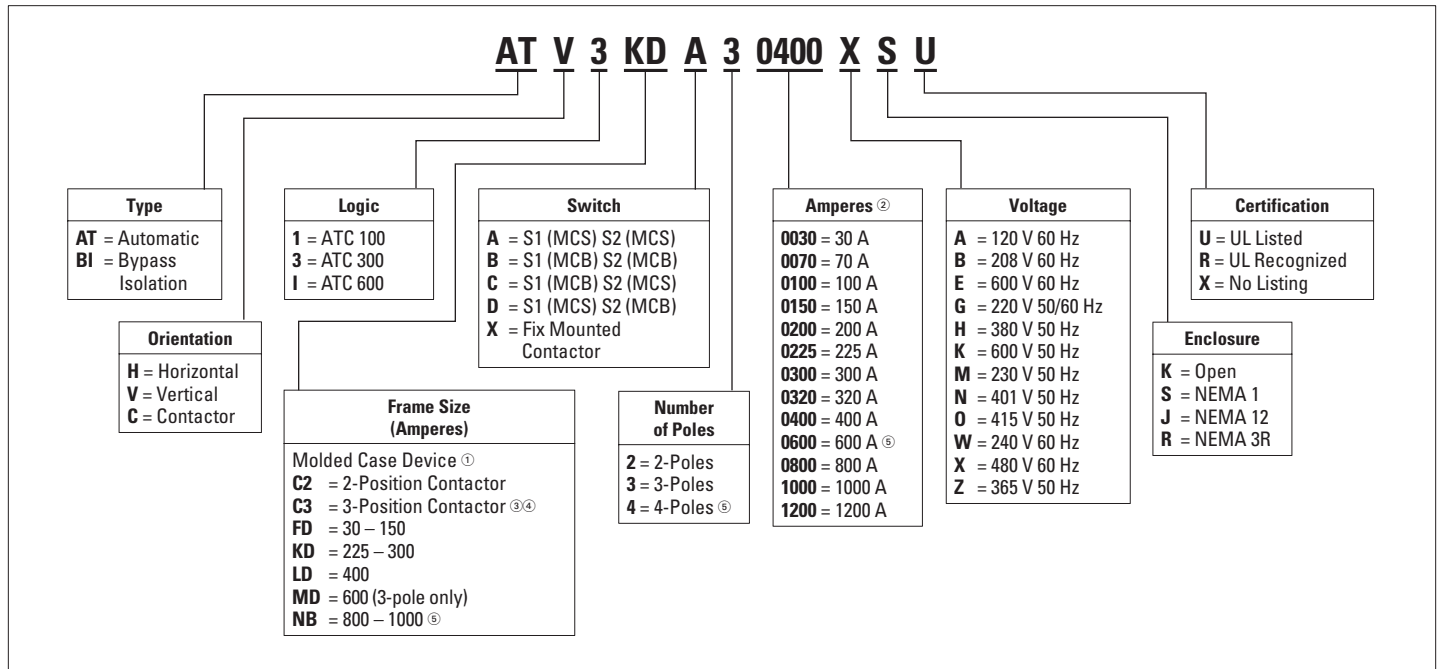 AT V 3 KD A 3 0400 X S U
Type
AT = Automatic
BI = Bypass
Isolation
Orientation
H = Horizontal
V = Vertical
C = Contactor
Logic
1 = ATC 100
3 = ATC 300
I = ATC 600
Frame Size
(Amperes)
Molded Case Device ①
C2 = 2-Position Contactor
C3 = 3-Position Contactor ③④
FD = 30 – 150
KD = 225 – 300
LD = 400
MD = 600 (3-pole only)
NB = 800 – 1000 ⑤
Switch
A = S1 (MCS) S2 (MCS)
B = S1 (MCB) S2 (MCB)
C = S1 (MCB) S2 (MCS)
D = S1 (MCS) S2 (MCB)
X = Fix Mounted
Contactor
Number
of Poles
2 = 2-Poles
3 = 3-Poles
4 = 4-Poles ⑤
Amperes ②
0030 = 30 A
0070 = 70 A
0100 = 100 A
0150 = 150 A
0200 = 200 A
0225 = 225 A
0300 = 300 A
0320 = 320 A
0400 = 400 A
0600 = 600 A ⑤
0800 = 800 A
1000 = 1000 A
1200 = 1200 A
Voltage
A = 120 V 60 Hz
B = 208 V 60 Hz
E = 600 V 60 Hz
G = 220 V 50/60 Hz
H = 380 V 50 Hz
K = 600 V 50 Hz
M = 230 V 50 Hz
N = 401 V 50 Hz
O = 415 V 50 Hz
W = 240 V 60 Hz
X = 480 V 60 Hz
Z = 365 V 50 Hz
Enclosure
K = Open
S = NEMA 1
J = NEMA 12
R = NEMA 3R
Certification
U = UL Listed
R = UL Recognized
X = No Listing